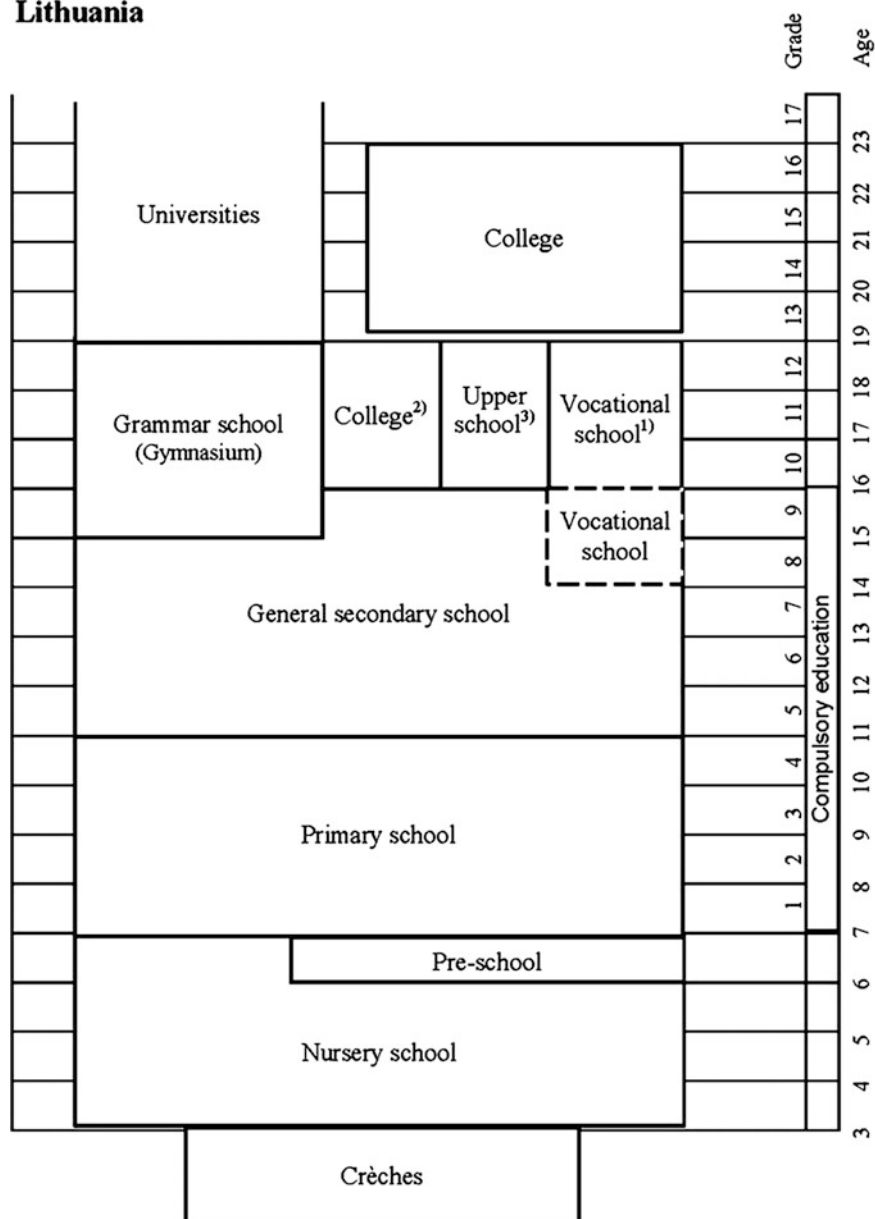 Lithuania
Grade
Age
17
23
16
22
Universities
15
College
21
14
20
13
19
12
18
Grammar school
(Gymnasium)
College²⁾
Upper
school³⁾
Vocational
school¹⁾
11
17
10
16
9
Vocational
school
15
8
14
General secondary school
7
13
6
12
5
11
Compulsory education
4
10
Primary school
3
9
2
8
1
7
Pre-school
6
Nursery school
5
4
3
Crèches